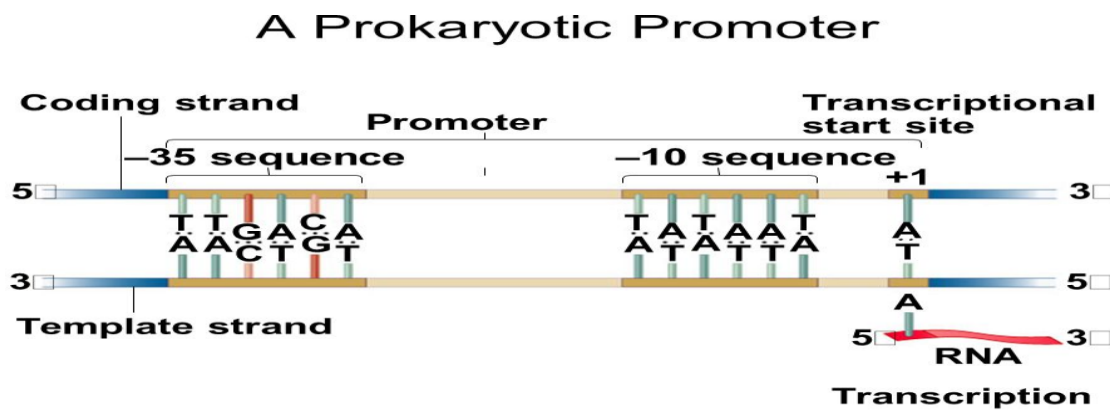 A Prokaryotic Promoter
Coding strand
Transcriptional
start site
Promoter
–35 sequence
–10 sequence
+1
5□ 3□
T T G A C A T A T A A T A
A A C T G T A T A T T A T
3□ 5□
A
Template strand
5□ 3□
RNA
Transcription